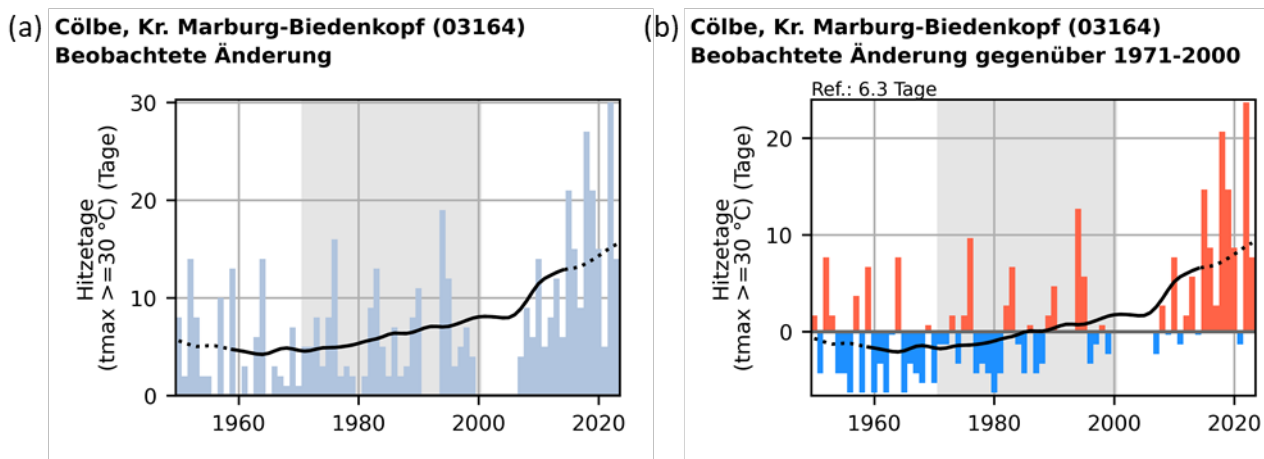 (a) Cölbe, Kr. Marburg-Biedenkopf (03164)
Beobachtete Änderung
Hitzetage
(tmax >=30 °C) (Tage)
30
20
10
0
1960
1980
2000
2020
(b) Cölbe, Kr. Marburg-Biedenkopf (03164)
Beobachtete Änderung gegenüber 1971-2000
Ref.: 6.3 Tage
Hitzetage
(tmax >=30 °C) (Tage)
20
10
0
1960
1980
2000
2020